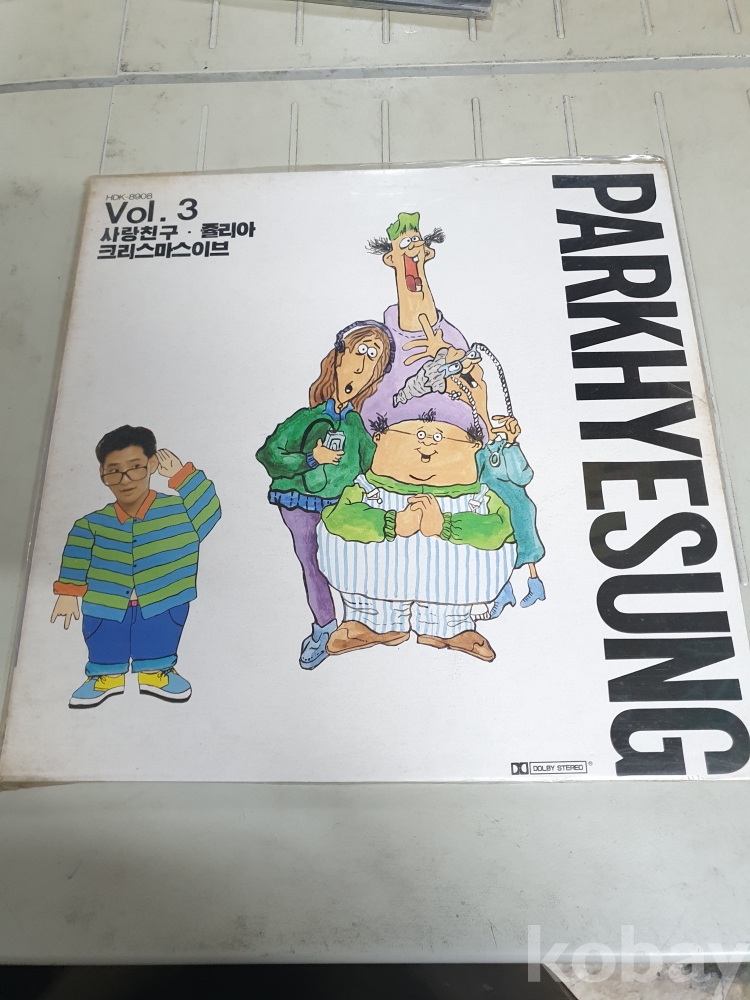 HDK-8908
Vol. 3
사랑친구 · 쥴리아
크리스마스이브
PARKHYESUNG
DOLBY STEREO
®
kobay